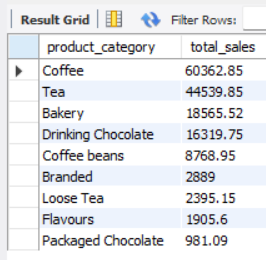 Result Grid Filter Rows:
product_category total_sales
Coffee 60362.85
Tea 44539.85
Bakery 18565.52
Drinking Chocolate 16319.75
Coffee beans 8768.95
Branded 2889
Loose Tea 2395.15
Flavours 1905.6
Packaged Chocolate 981.09